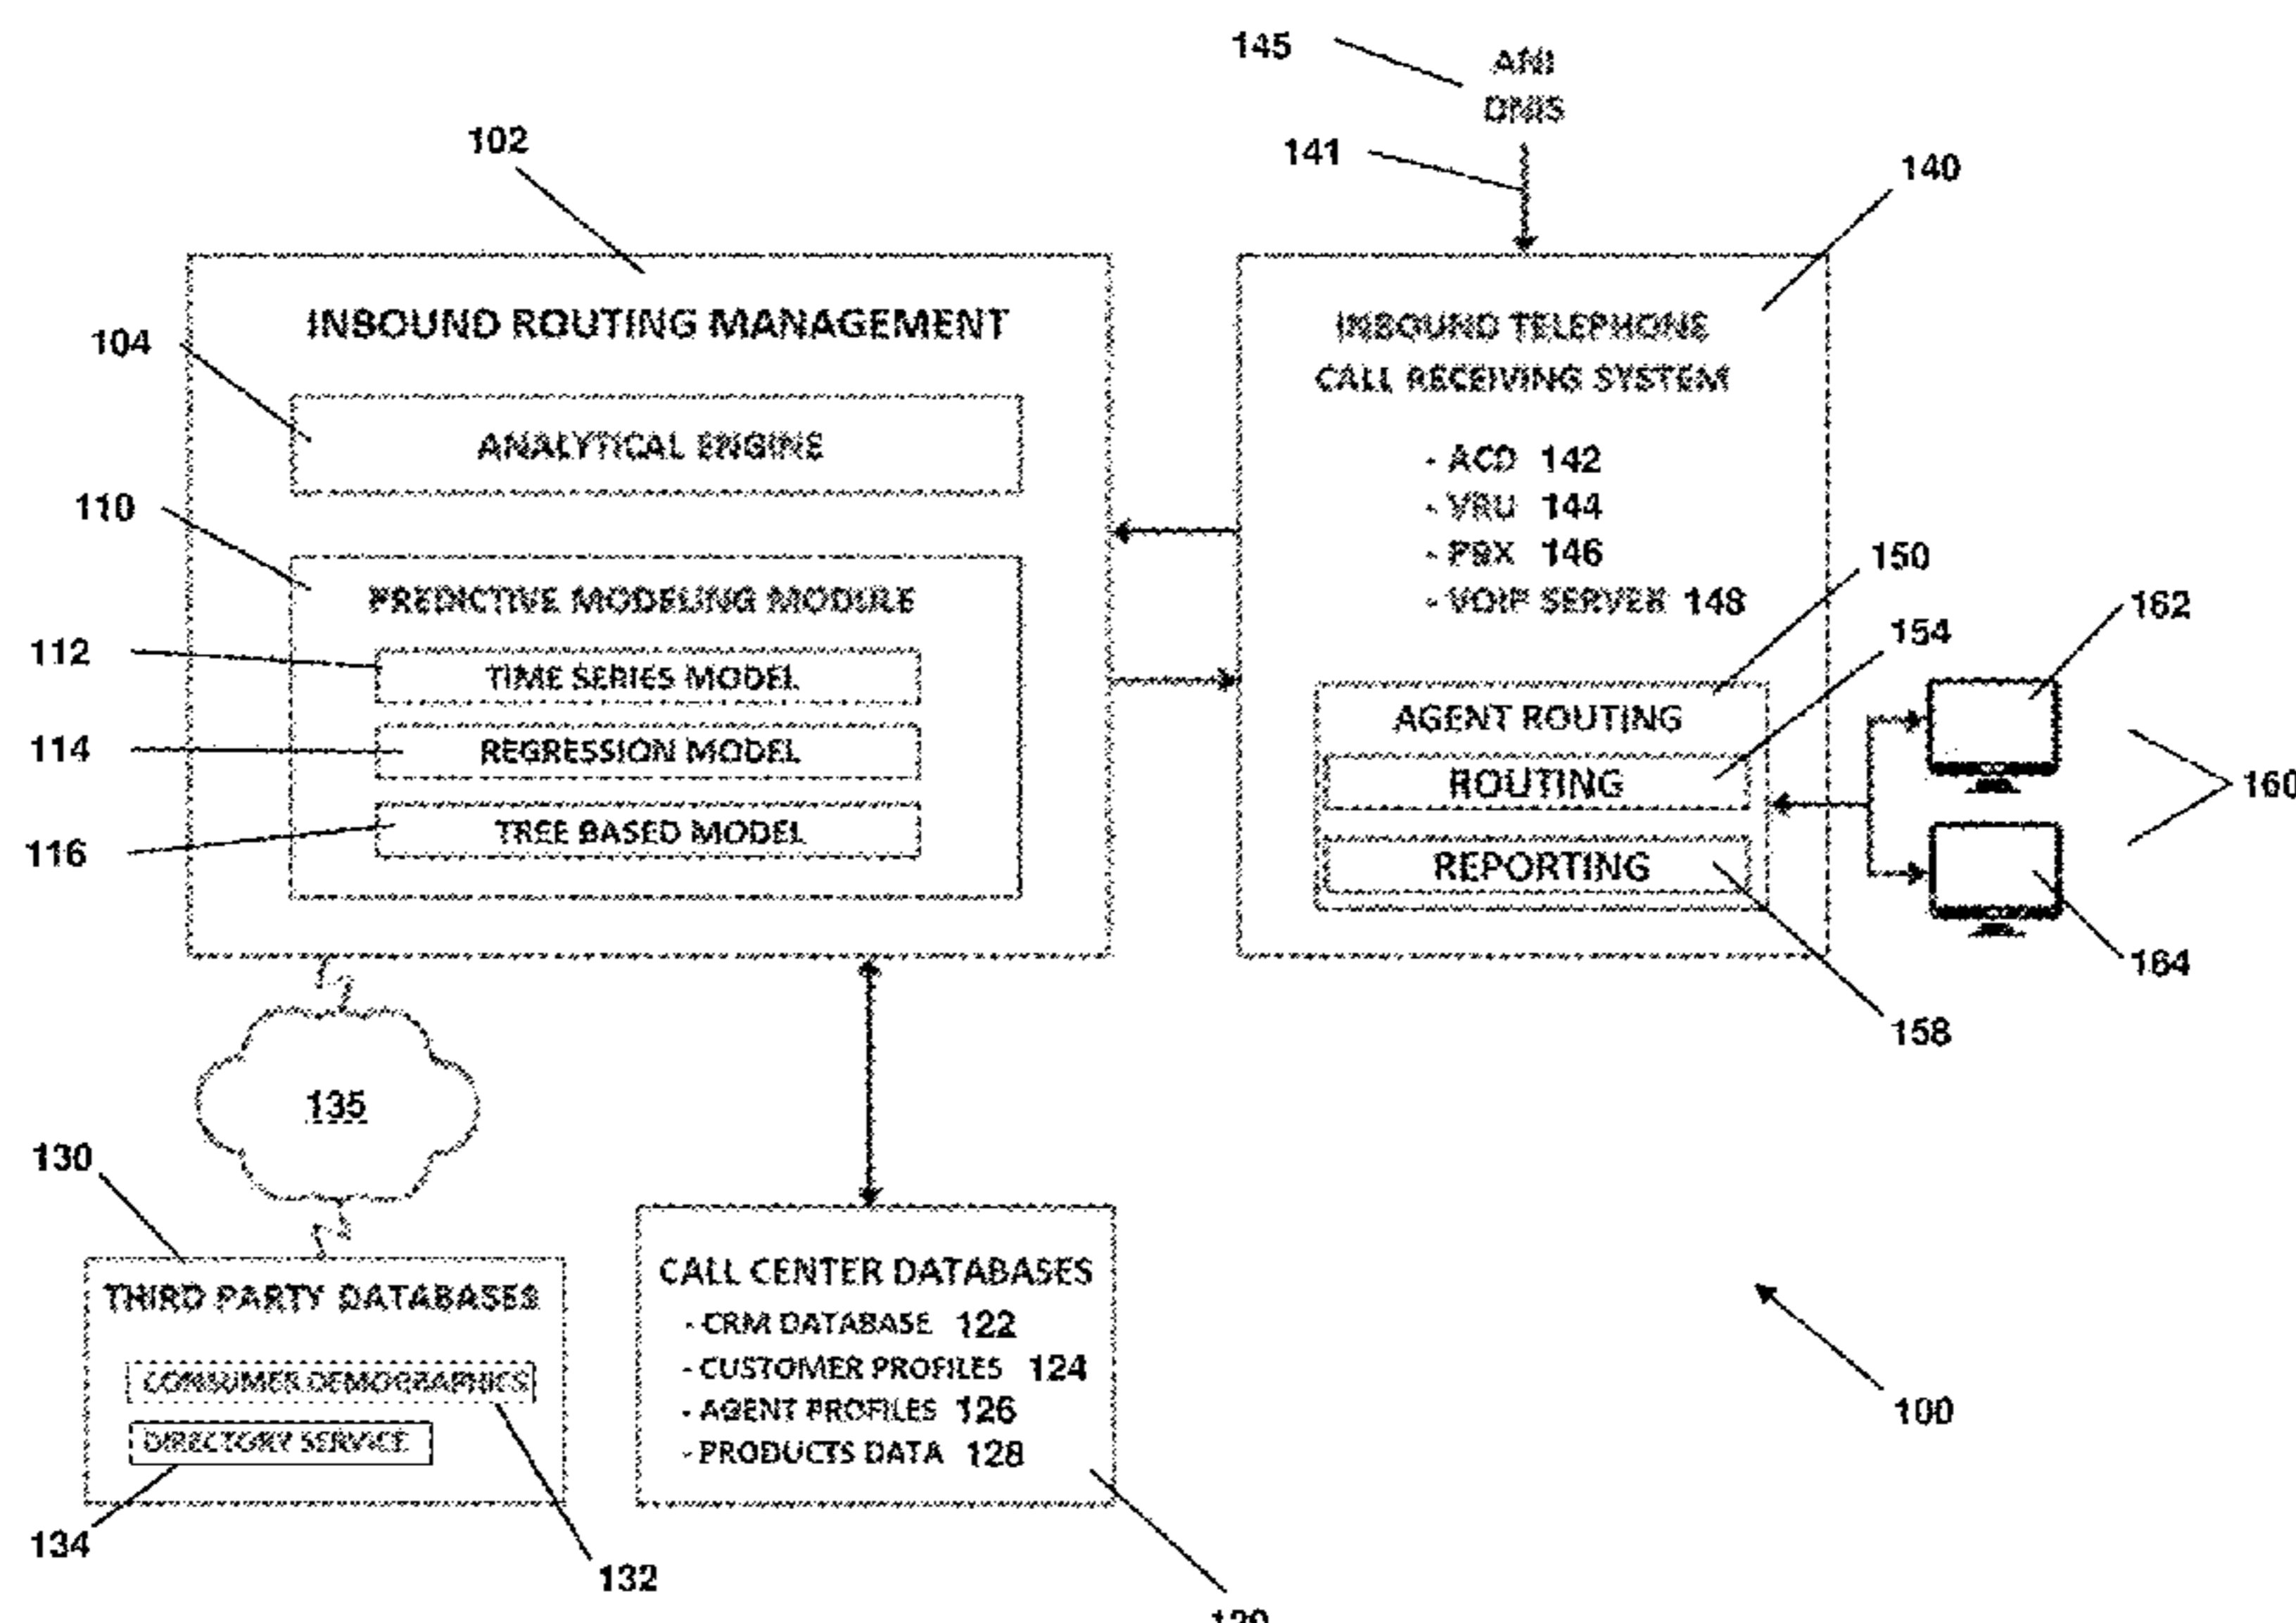 145
ANI
DNIS
141
102
140
INBOUND ROUTING MANAGEMENT
104
ANALYTICAL ENGINE
110
PREDICTIVE MODELING MODULE
112
TIME SERIES MODEL
114
REGRESSION MODEL
116
TREE BASED MODEL
INBOUND TELEPHONE
CALL RECEIVING SYSTEM
- ACD 142
- VRU 144
- PBX 146
- VOIP SERVER 148
150
154
162
AGENT ROUTING
ROUTING
REPORTING
160
164
158
135
130
THIRD PARTY DATABASES
CONSUMER DEMOGRAPHICS
DIRECTORY SERVICE
134
132
CALL CENTER DATABASES
- CRM DATABASE 122
- CUSTOMER PROFILES 124
- AGENT PROFILES 126
- PRODUCTS DATA 128
100